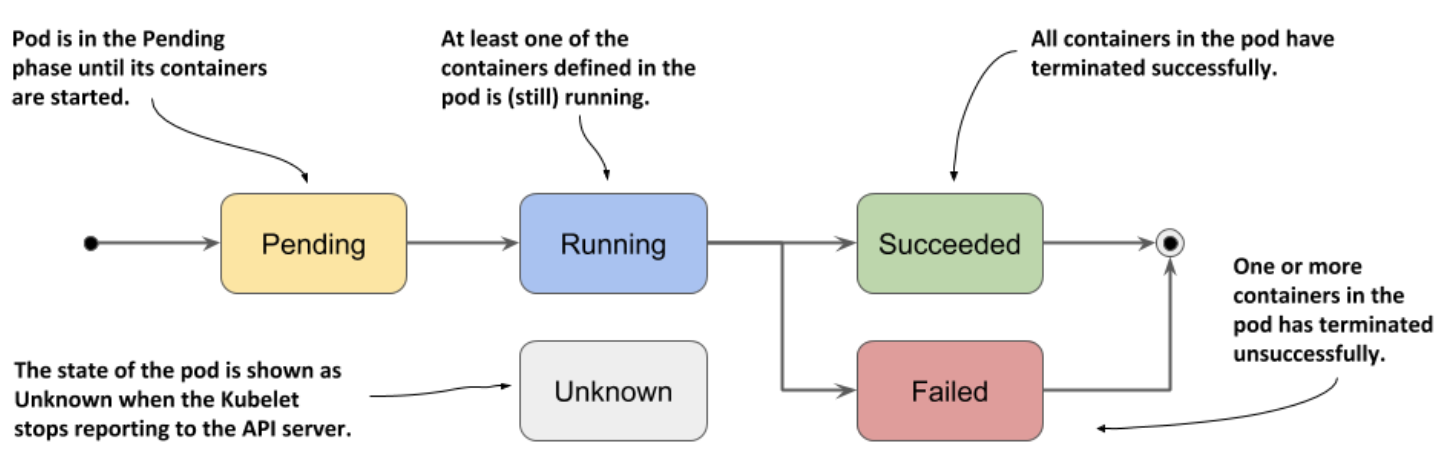 Pod is in the Pending
phase until its containers
are started.
At least one of the
containers defined in the
pod is (still) running.
All containers in the pod have
terminated successfully.
Pending
Running
Succeeded
One or more
containers in the
pod has terminated
unsuccessfully.
The state of the pod is shown as
Unknown when the Kubelet
stops reporting to the API server.
Unknown
Failed